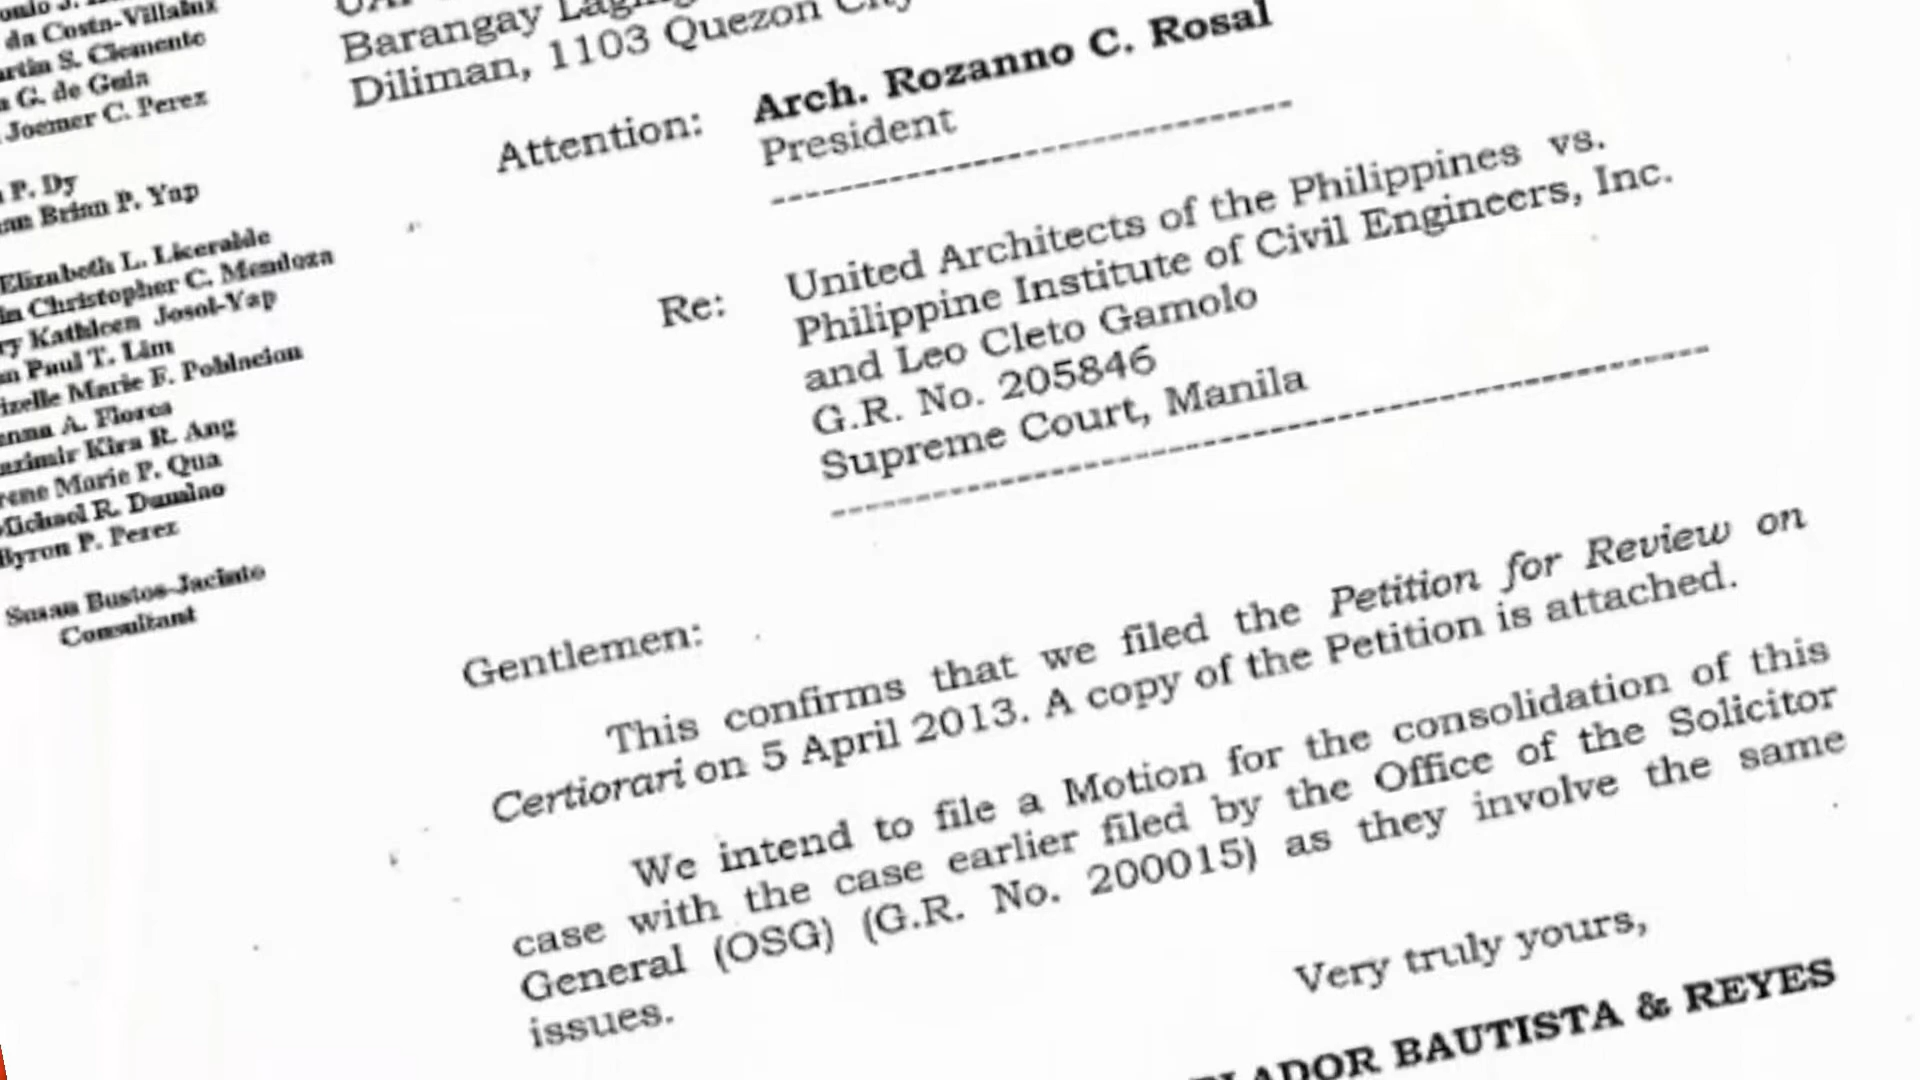 da Costa-Villaluz
S. Clemente
G. de Guia
Joemer C. Perez
P. Dy
Brian P. Yap
Elizabeth L. Licerable
Christopher C. Mendoza
Kathleen Josol-Yap
Paul T. Lim
Marie F. Poblacion
A. Flores
Kira R. Ang
Marie P. Qua
Michael R. Dumlao
Byron P. Perez
Susan Bustos-Jacinto
Consultant
Barangay
Diliman, 1103 Quezon City
Attention: Arch. Rozanno C. Rosal
President
Re: United Architects of the Philippines vs.
Philippine Institute of Civil Engineers, Inc.
and Leo Cleto Gamolo
G.R. No. 205846
Supreme Court, Manila
Gentlemen:
This confirms that we filed the Petition for Review on
Certiorari on 5 April 2013. A copy of the Petition is attached.
We intend to file a Motion for the consolidation of this
case with the case earlier filed by the Office of the Solicitor
General (OSG) (G.R. No. 200015) as they involve the same
issues.
Very truly yours,
BAUTISTA & REYES